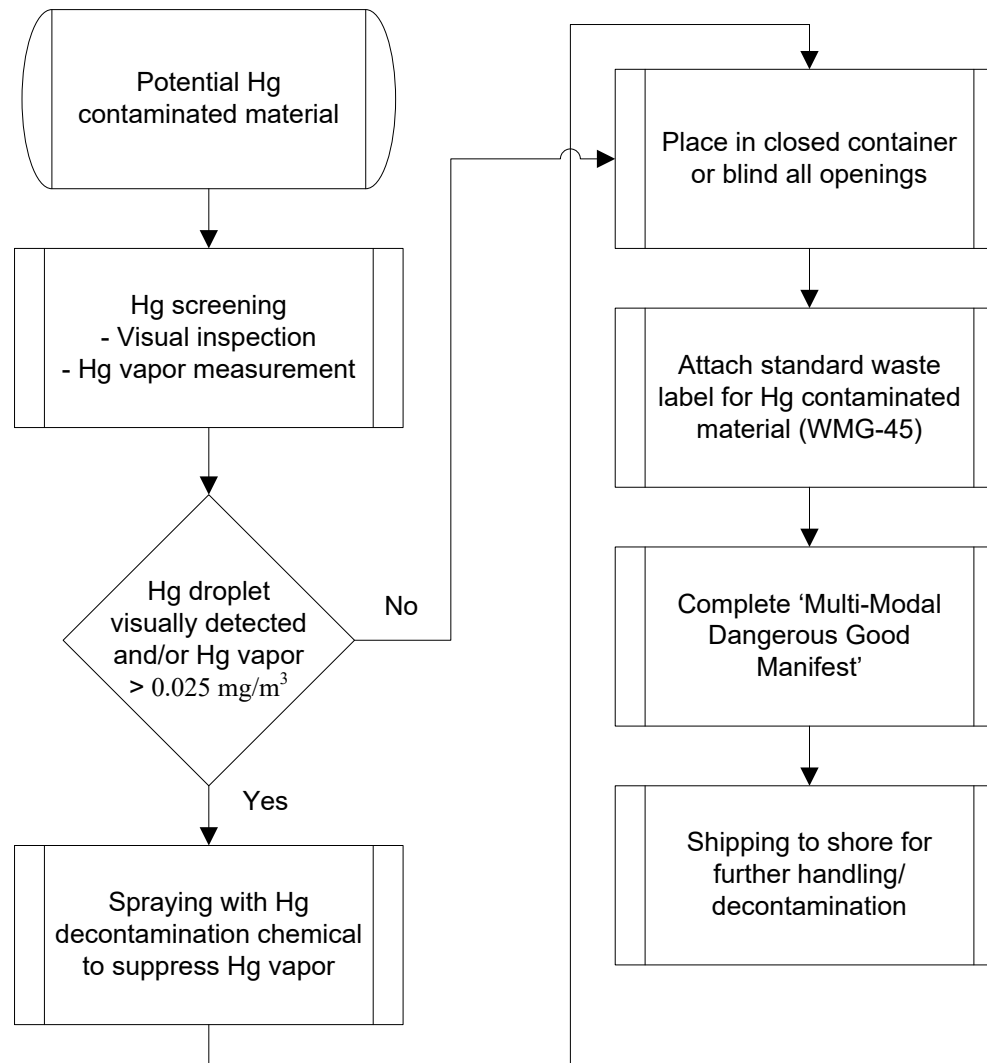 Potential Hg
contaminated material
Hg screening
- Visual inspection
- Hg vapor measurement
Hg droplet
visually detected
and/or Hg vapor
> 0.025 mg/m³
No
Yes
Spraying with Hg
decontamination chemical
to suppress Hg vapor
Place in closed container
or blind all openings
Attach standard waste
label for Hg contaminated
material (WMG-45)
Complete ‘Multi-Modal
Dangerous Good
Manifest’
Shipping to shore for
further handling/
decontamination